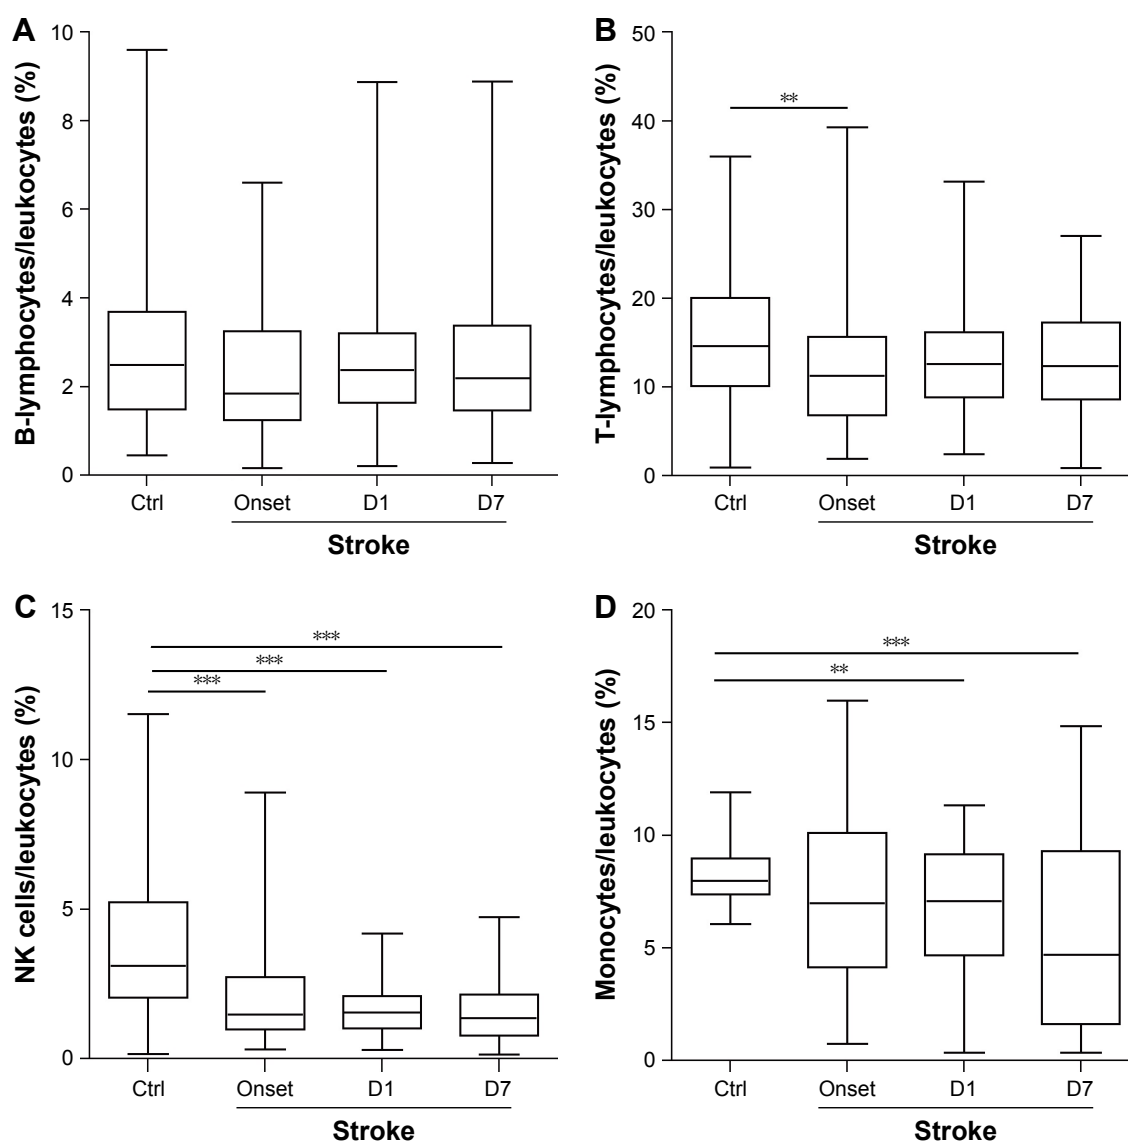 A
B-lymphocytes/leukocytes (%)
10
8
6
4
2
0
Ctrl Onset D1 D7
Stroke
B
T-lymphocytes/leukocytes (%)
50
40
30
20
10
0
**
Ctrl Onset D1 D7
Stroke
C
NK cells/leukocytes (%)
15
10
5
0
***
***
***
Ctrl Onset D1 D7
Stroke
D
Monocytes/leukocytes (%)
20
15
10
5
0
***
**
Ctrl Onset D1 D7
Stroke